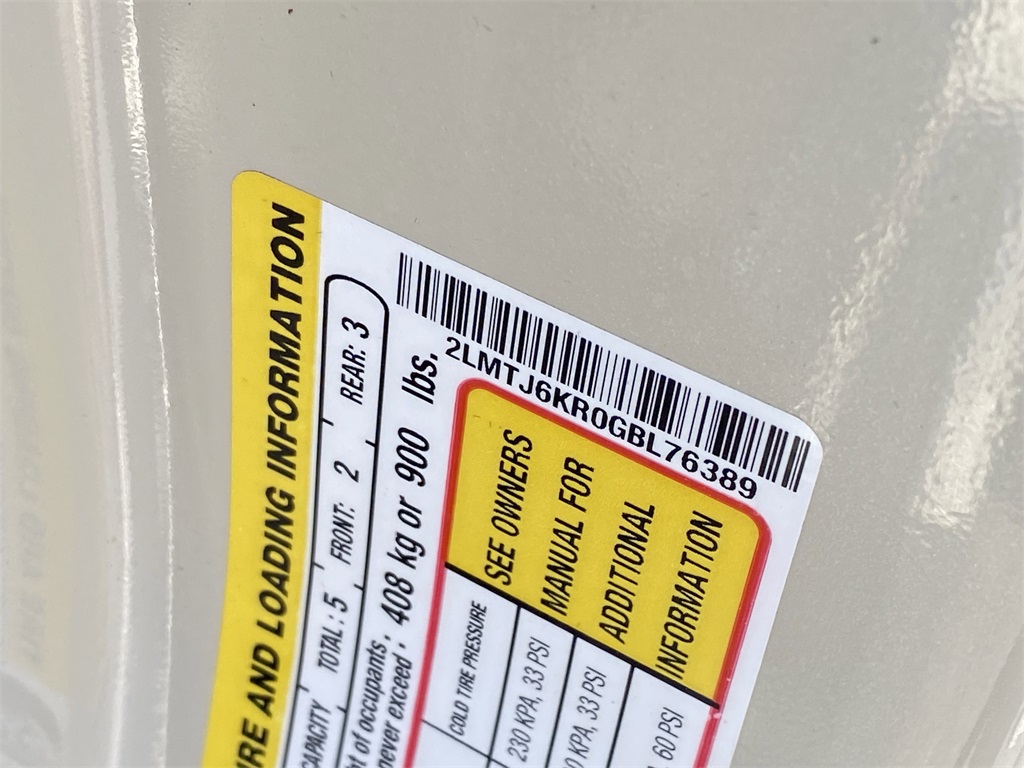 IRE AND LOADING INFORMATION
CAPACITY TOTAL: 5 FRONT: 2 REAR: 3
t of occupants
never exceed: 408 kg or 900 lbs.
2LMTJ6KR0GBL76389
COLD TIRE PRESSURE
230 KPA, 33 PSI
0 KPA, 33 PSI
60 PSI
SEE OWNERS
MANUAL FOR
ADDITIONAL
INFORMATION